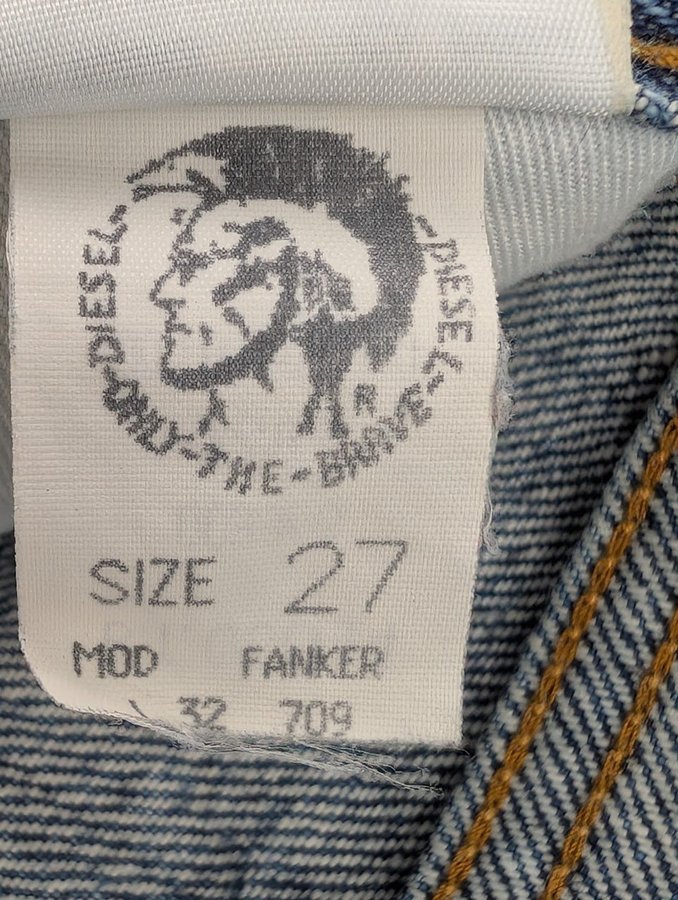 DIESEL-ONLY-THE-BRAVE-DIESEL
R
SIZE 27
MOD FANKER
32 709